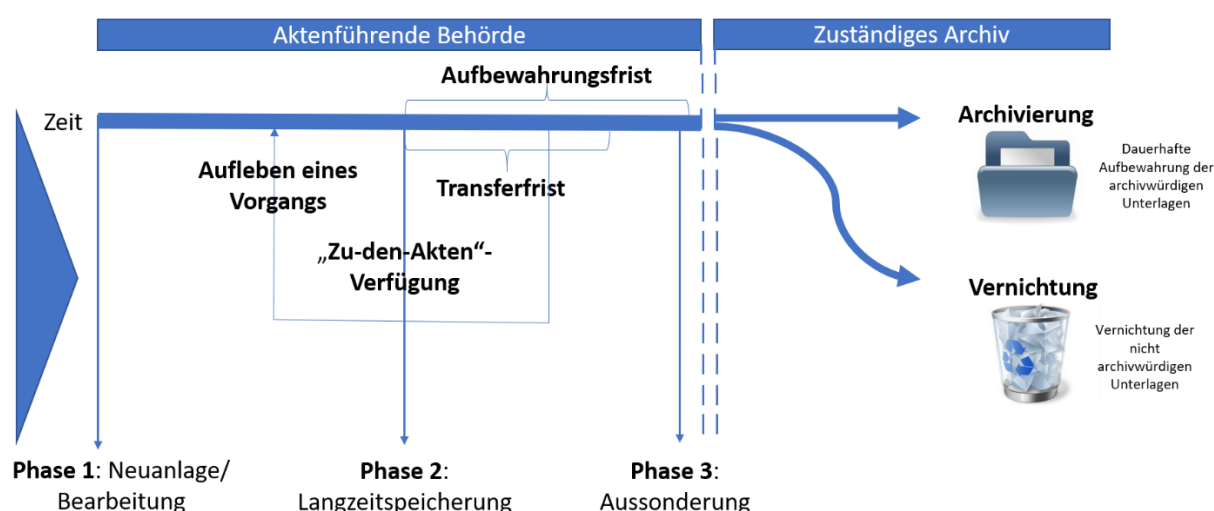 Aktenführende Behörde
Zuständiges Archiv
Aufbewahrungsfrist
Zeit
Aufleben eines
Vorgangs
Transferfrist
„Zu-den-Akten“-
Verfügung
Archivierung
Dauerhafte
Aufbewahrung der
archivwürdigen
Unterlagen
Vernichtung
Vernichtung der
nicht
archivwürdigen
Unterlagen
Phase 1: Neuanlage/
Bearbeitung
Phase 2:
Langzeitspeicherung
Phase 3:
Aussonderung